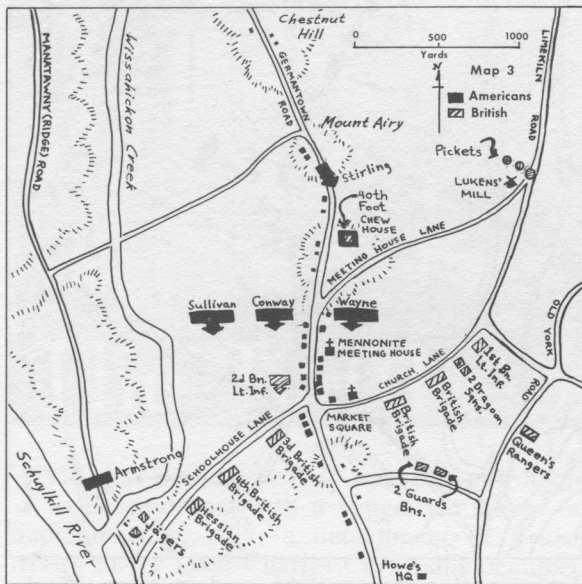 Chestnut
Hill
0 500 1000
Yards
N
Map 3
Americans
British
MANATAWNY (RIDGE) ROAD
Wissahickon Creek
GERMANTOWN
ROAD
LIMEKILN
ROAD
Mount Airy
Pickets
LUKENS'
MILL
Stirling
40th
Foot
CHEW
HOUSE
MEETING HOUSE LANE
Sullivan
Conway
Wayne
OLD
YORK
ROAD
MENNONITE
MEETING HOUSE
2d Bn.
Lt. Inf.
CHURCH LANE
1st Bn.
Lt. Inf.
2 Dragoon
Sqns.
British
Brigade
British
Brigade
MARKET
SQUARE
SCHOOLHOUSE LANE
3d British
Brigade
4th British
Brigade
Hessian
Brigade
Jägers
Armstrong
Schuylkill
River
Queen's
Rangers
2 Guards
Bns.
Howe's
HQ